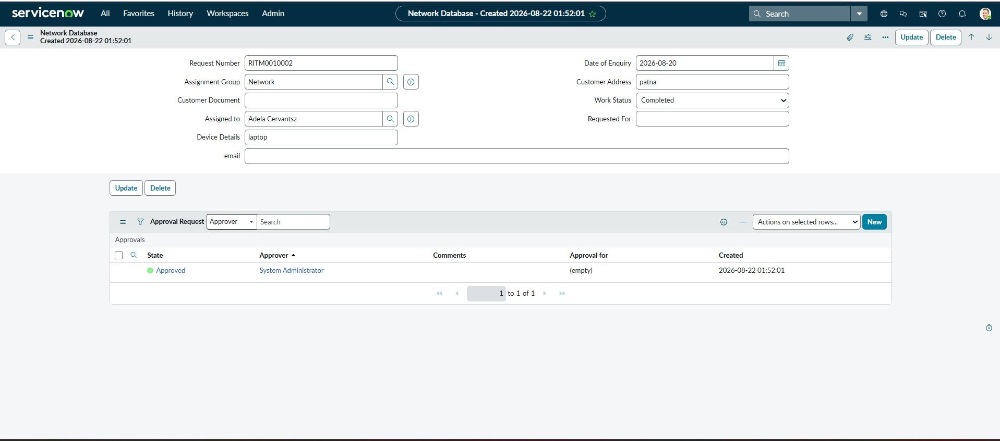 servicenow All Favorites History Workspaces Admin Network Database - Created 2026-08-22 01:52:01 Search
Network Database
Created 2026-08-22 01:52:01
Update Delete
Request Number RITM0010002 Date of Enquiry 2026-08-20
Assignment Group Network Customer Address patna
Customer Document Work Status Completed
Assigned to Adela Cervantsz Requested For
Device Details laptop
email
Update Delete
Approval Request Approver Search Actions on selected rows... New
Approvals
State Approver Comments Approval for Created
Approved System Administrator (empty) 2026-08-22 01:52:01
1 to 1 of 1